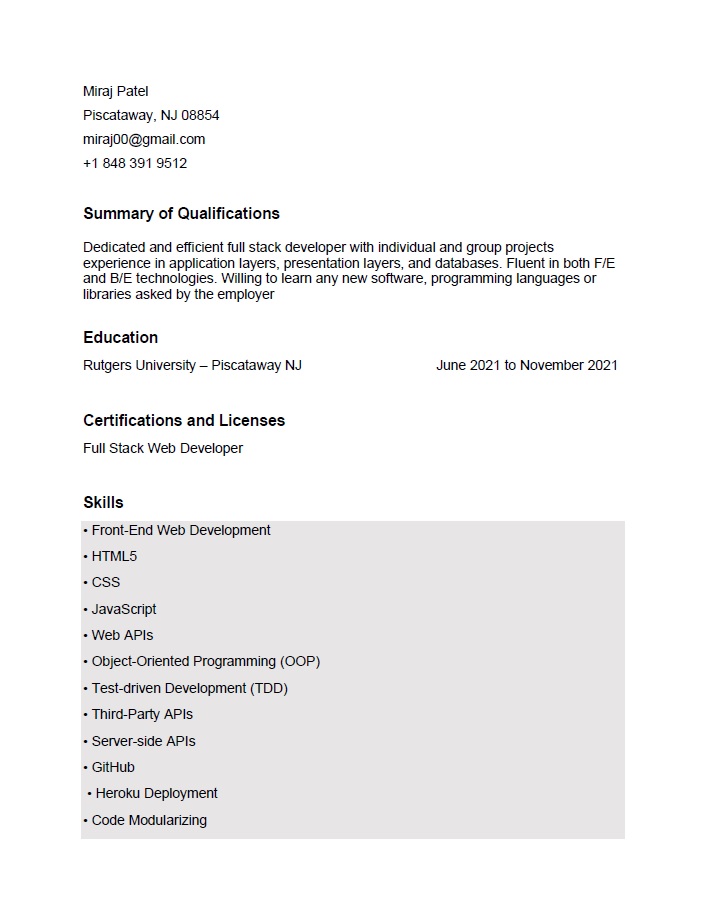 Miraj Patel
Piscataway, NJ 08854
miraj00@gmail.com
+1 848 391 9512
Summary of Qualifications
Dedicated and efficient full stack developer with individual and group projects
experience in application layers, presentation layers, and databases. Fluent in both F/E
and B/E technologies. Willing to learn any new software, programming languages or
libraries asked by the employer
Education
Rutgers University – Piscataway NJ June 2021 to November 2021
Certifications and Licenses
Full Stack Web Developer
Skills
• Front-End Web Development
• HTML5
• CSS
• JavaScript
• Web APIs
• Object-Oriented Programming (OOP)
• Test-driven Development (TDD)
• Third-Party APIs
• Server-side APIs
• GitHub
• Heroku Deployment
• Code Modularizing